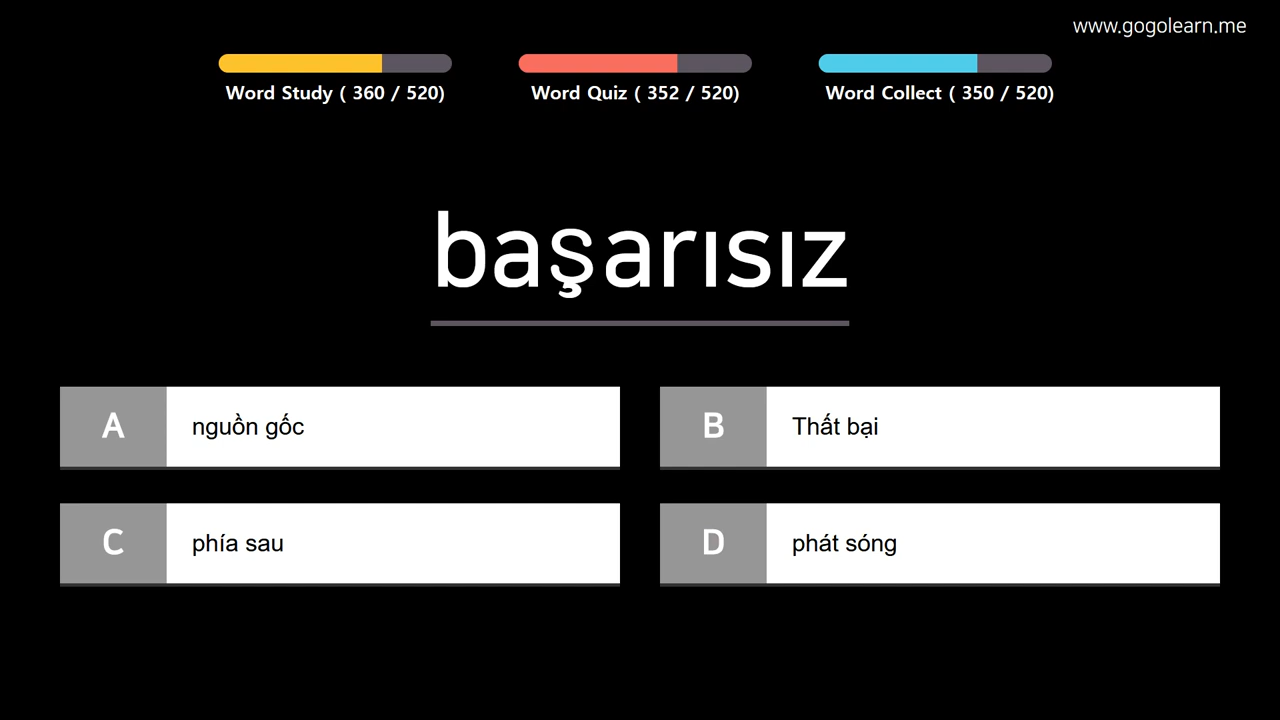 www.gogolearn.me
Word Study ( 360 / 520)
Word Quiz ( 352 / 520)
Word Collect ( 350 / 520)
başarısız
A nguồn gốc
B Thất bại
C phía sau
D phát sóng